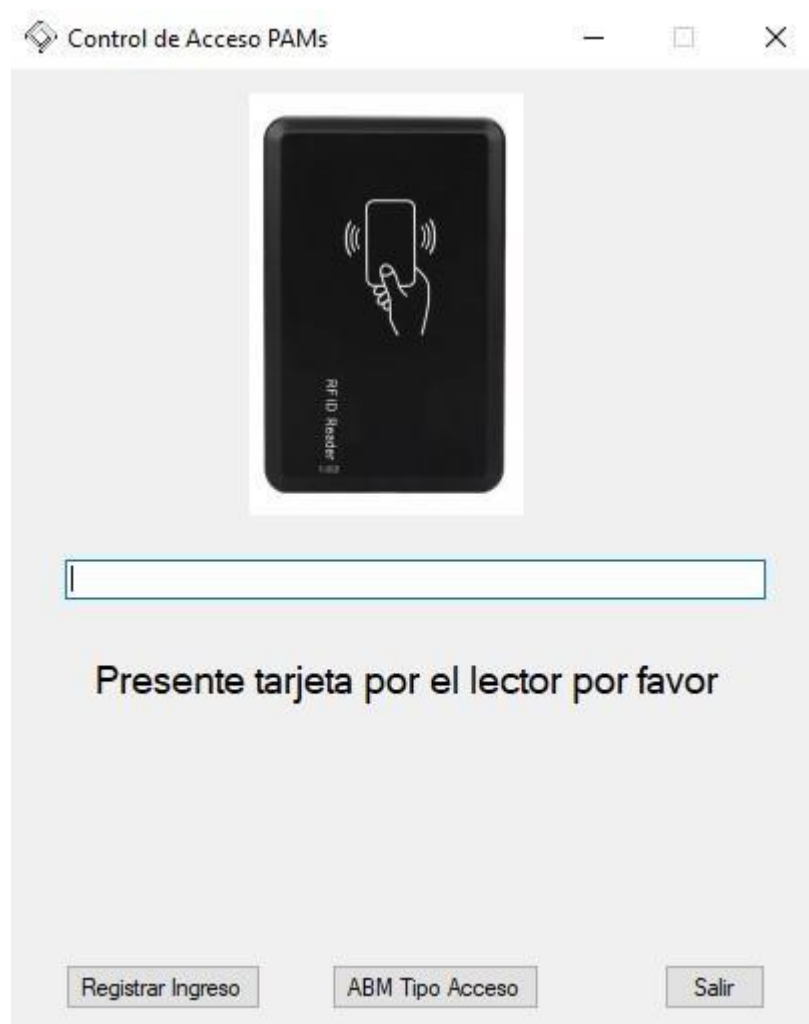 Control de Acceso PAMs
RFID Reader
Presente tarjeta por el lector por favor
Registrar Ingreso
ABM Tipo Acceso
Salir